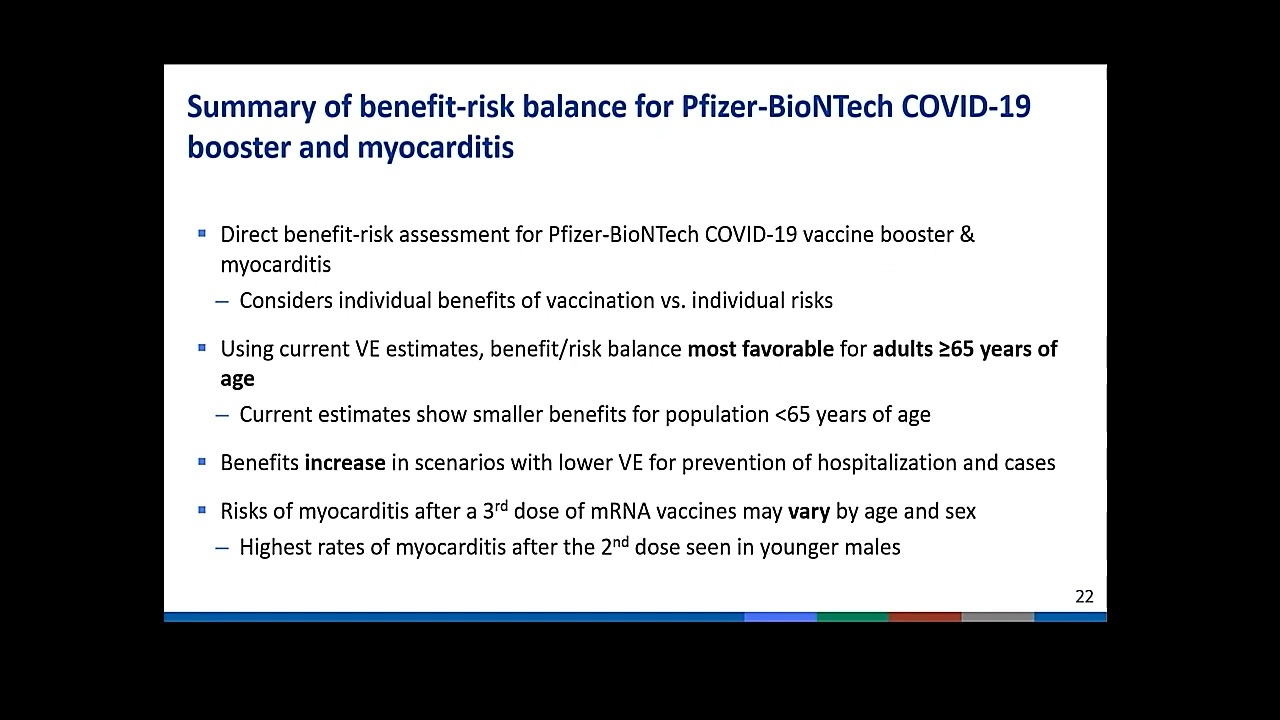 Summary of benefit-risk balance for Pfizer-BioNTech COVID-19
booster and myocarditis
Direct benefit-risk assessment for Pfizer-BioNTech COVID-19 vaccine booster &
myocarditis
– Considers individual benefits of vaccination vs. individual risks
Using current VE estimates, benefit/risk balance most favorable for adults ≥65 years of
age
– Current estimates show smaller benefits for population <65 years of age
Benefits increase in scenarios with lower VE for prevention of hospitalization and cases
Risks of myocarditis after a 3rd dose of mRNA vaccines may vary by age and sex
– Highest rates of myocarditis after the 2nd dose seen in younger males
22